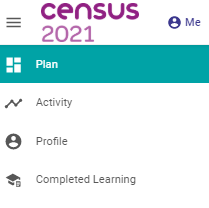 census
2021
Me
Plan
Activity
Profile
Completed Learning